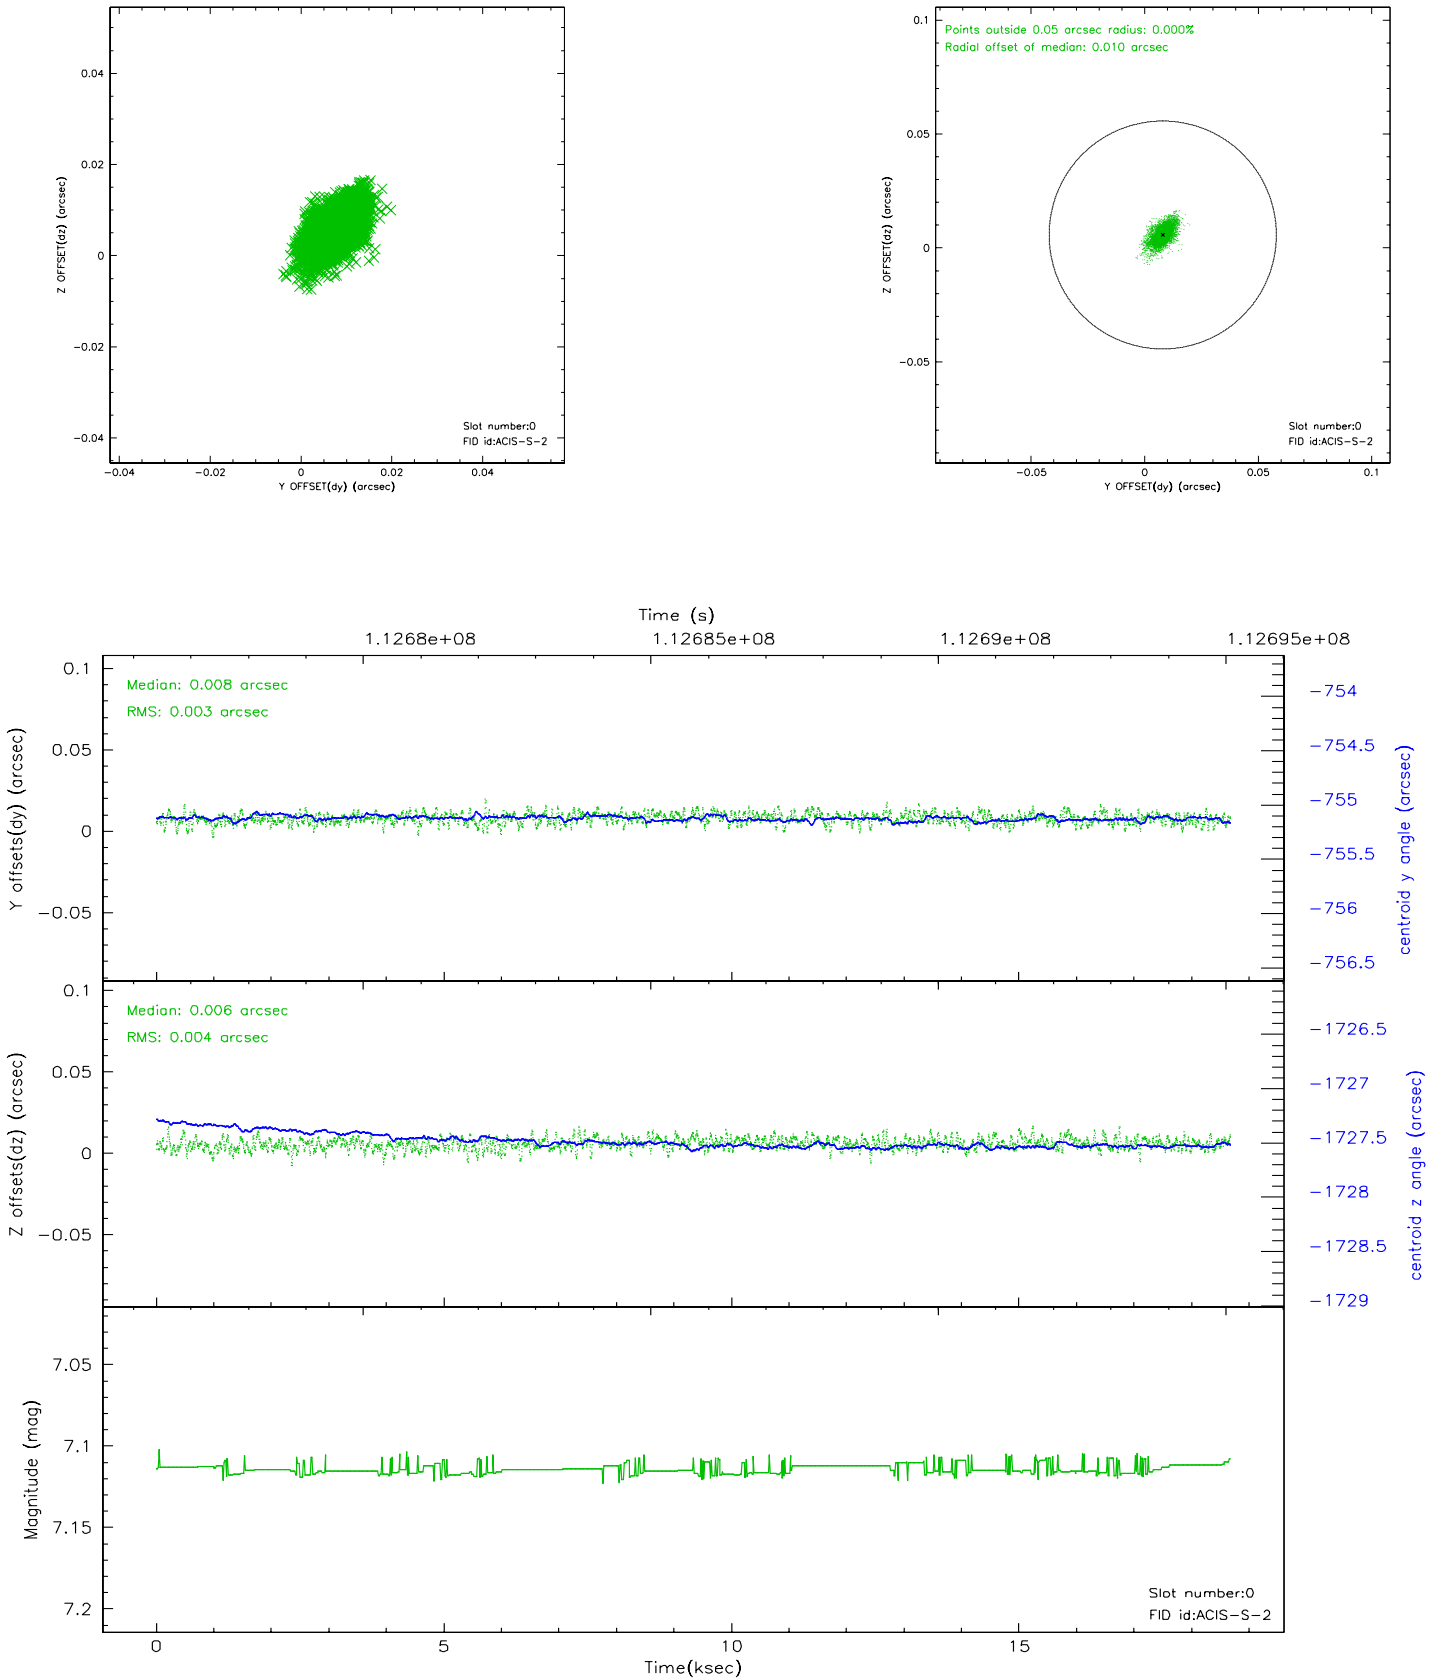 0.04
0.02
0
−0.02
−0.04
Z OFFSET(dz) (arcsec)
−0.04 −0.02 0 0.02 0.04
Y OFFSET(dy) (arcsec)
Slot number:0
FID id:ACIS−S−2
Points outside 0.05 arcsec radius: 0.000%
Radial offset of median: 0.010 arcsec
0.1
0.05
0
−0.05
Z OFFSET(dz) (arcsec)
−0.05 0 0.05 0.1
Y OFFSET(dy) (arcsec)
Slot number:0
FID id:ACIS−S−2
Time (s)
1.1268e+08 1.12685e+08 1.1269e+08 1.12695e+08
Median: 0.008 arcsec
RMS: 0.003 arcsec
0.1
0.05
0
−0.05
Y offsets(dy) (arcsec)
−754
−754.5
−755
−755.5
−756
−756.5
centroid y angle (arcsec)
Median: 0.006 arcsec
RMS: 0.004 arcsec
0.1
0.05
0
−0.05
Z offsets(dz) (arcsec)
−1726.5
−1727
−1727.5
−1728
−1728.5
−1729
centroid z angle (arcsec)
7.05
7.1
7.15
7.2
Magnitude (mag)
Slot number:0
FID id:ACIS−S−2
0 5 10 15
Time(ksec)